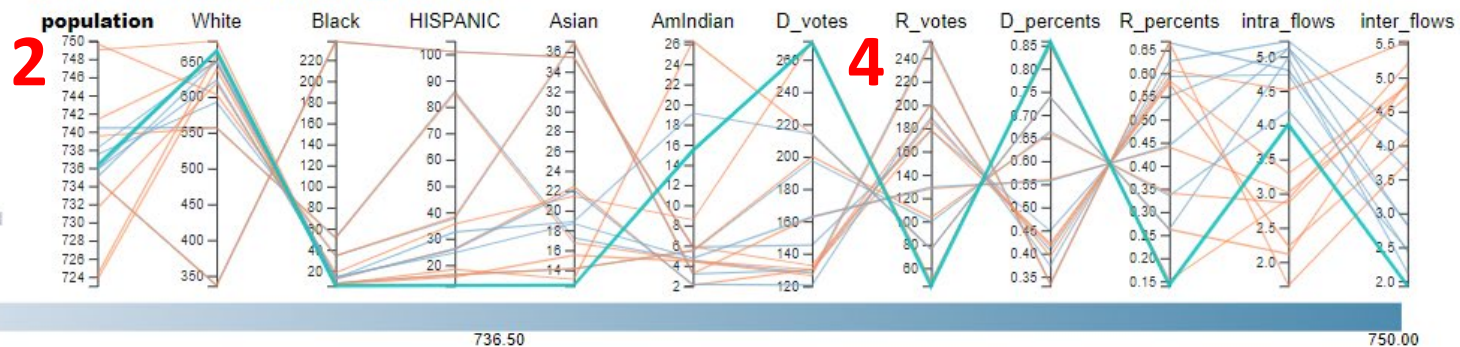 population White Black HISPANIC Asian AmIndian D_votes R_votes D_percents R_percents intra_flows inter_flows
2 4
750 748 746 744 742 740 738 736 734 732 730 728 726 724
650 600 550 500 450 400 350
220 200 180 160 140 120 100 80 60 40 20
100 90 80 70 60 50 40 30 20
38 36 34 32 30 28 26 24 22 20 18 16 14
26 24 22 20 18 16 14 12 10 8 6 4 2
260 240 220 200 180 160 140 120
240 220 200 180 160 140 120 100 80 60
0.85 0.80 0.75 0.70 0.65 0.60 0.55 0.50 0.45 0.40 0.35
0.65 0.60 0.55 0.50 0.45 0.40 0.35 0.30 0.25 0.20 0.15
5.0 4.5 4.0 3.5 3.0 2.5 2.0
5.5 5.0 4.5 4.0 3.5 3.0 2.5 2.0
736.50 750.00